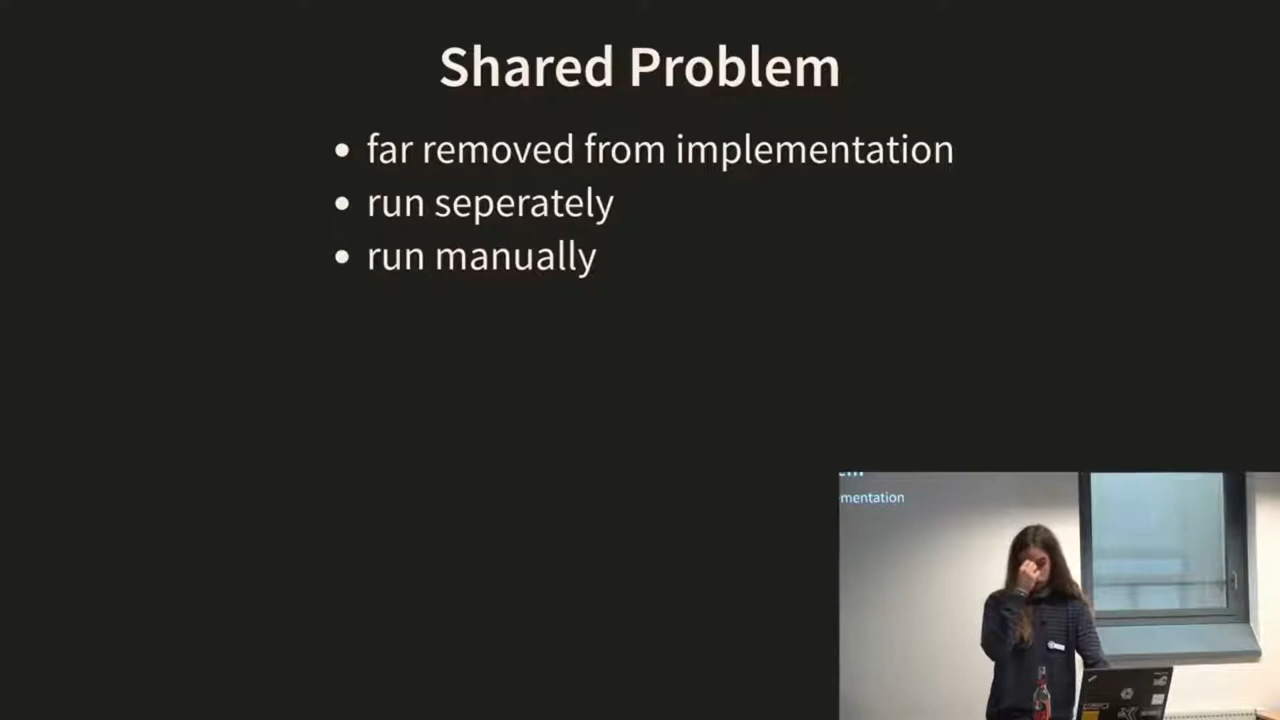 Shared Problem
far removed from implementation
run seperately
run manually
mentation